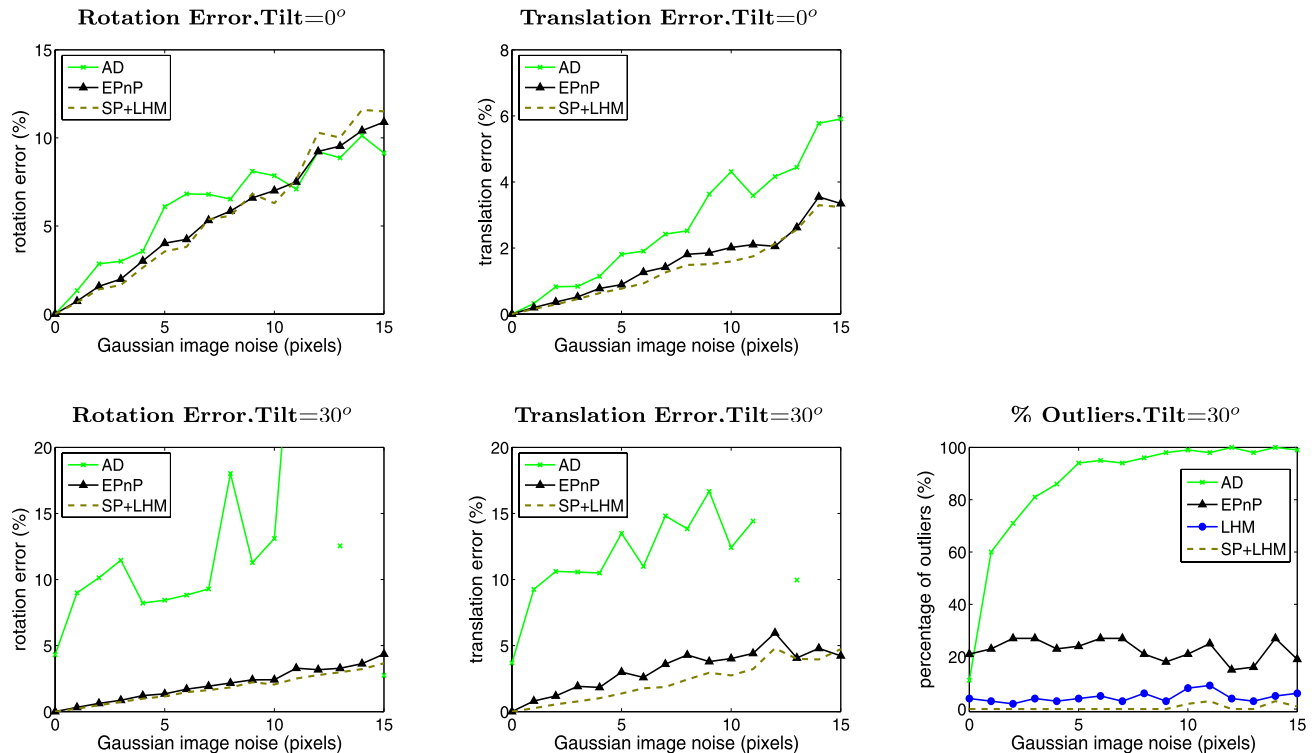 Rotation Error,Tilt=0°
rotation error (%)
15
10
5
0
AD
EPnP
SP+LHM
0 5 10 15
Gaussian image noise (pixels)
Translation Error,Tilt=0°
translation error (%)
8
6
4
2
0
AD
EPnP
SP+LHM
0 5 10 15
Gaussian image noise (pixels)
Rotation Error,Tilt=30°
rotation error (%)
20
15
10
5
0
AD
EPnP
SP+LHM
0 5 10 15
Gaussian image noise (pixels)
Translation Error,Tilt=30°
translation error (%)
20
15
10
5
0
AD
EPnP
SP+LHM
0 5 10 15
Gaussian image noise (pixels)
% Outliers,Tilt=30°
percentage of outliers (%)
100
80
60
40
20
0
AD
EPnP
LHM
SP+LHM
0 5 10 15
Gaussian image noise (pixels)